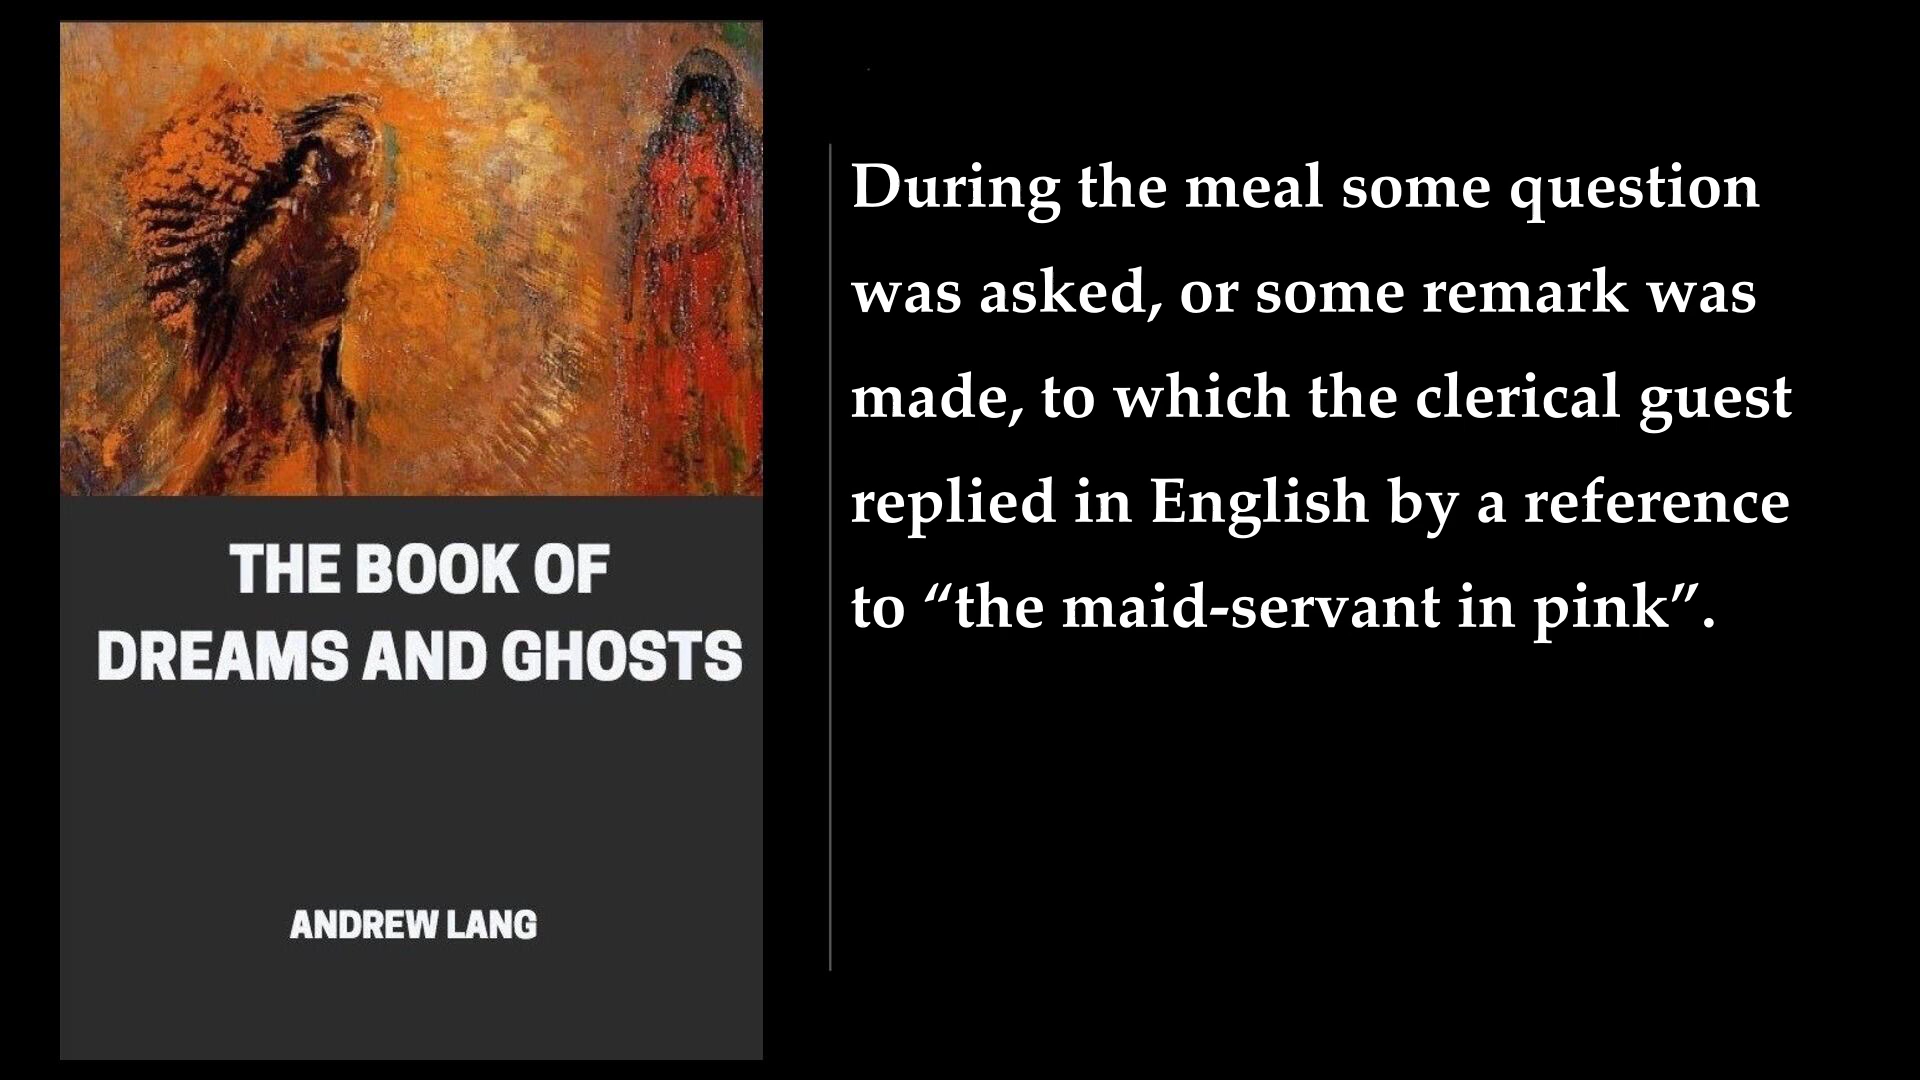 THE BOOK OF
DREAMS AND GHOSTS
ANDREW LANG
During the meal some question
was asked, or some remark was
made, to which the clerical guest
replied in English by a reference
to “the maid-servant in pink”.